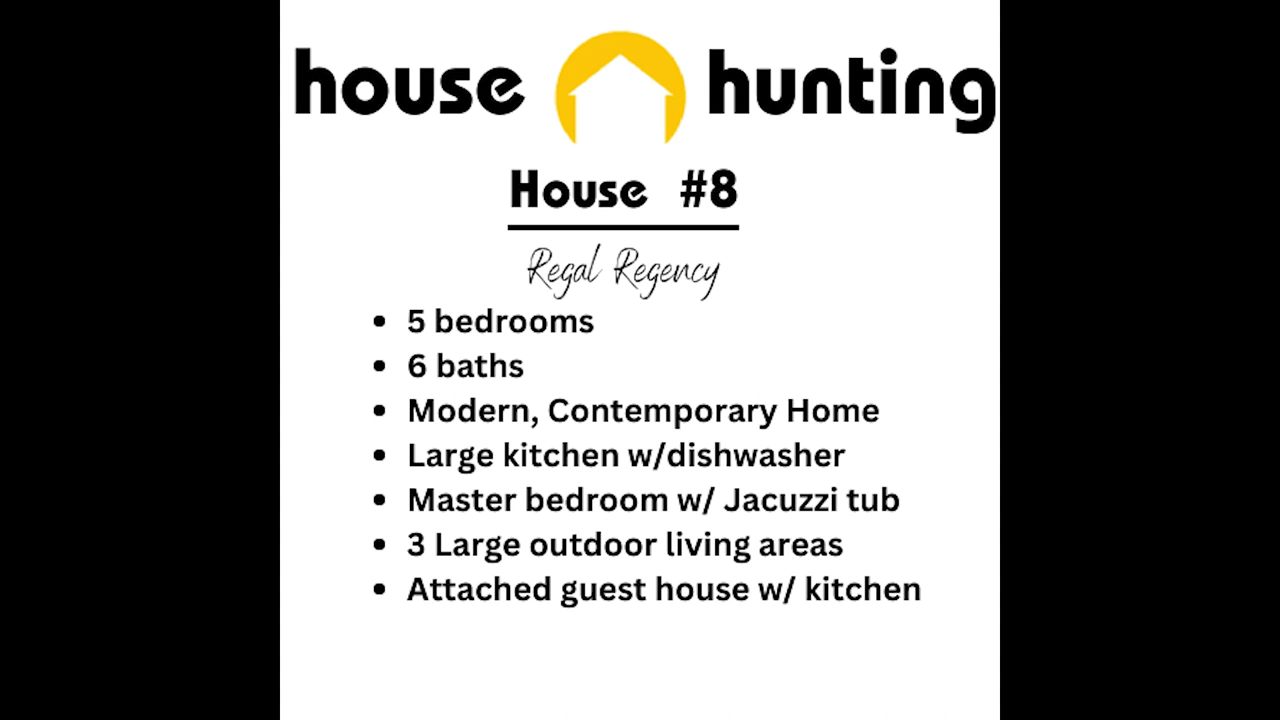 house hunting
House #8
Regal Regency
• 5 bedrooms
• 6 baths
• Modern, Contemporary Home
• Large kitchen w/dishwasher
• Master bedroom w/ Jacuzzi tub
• 3 Large outdoor living areas
• Attached guest house w/ kitchen